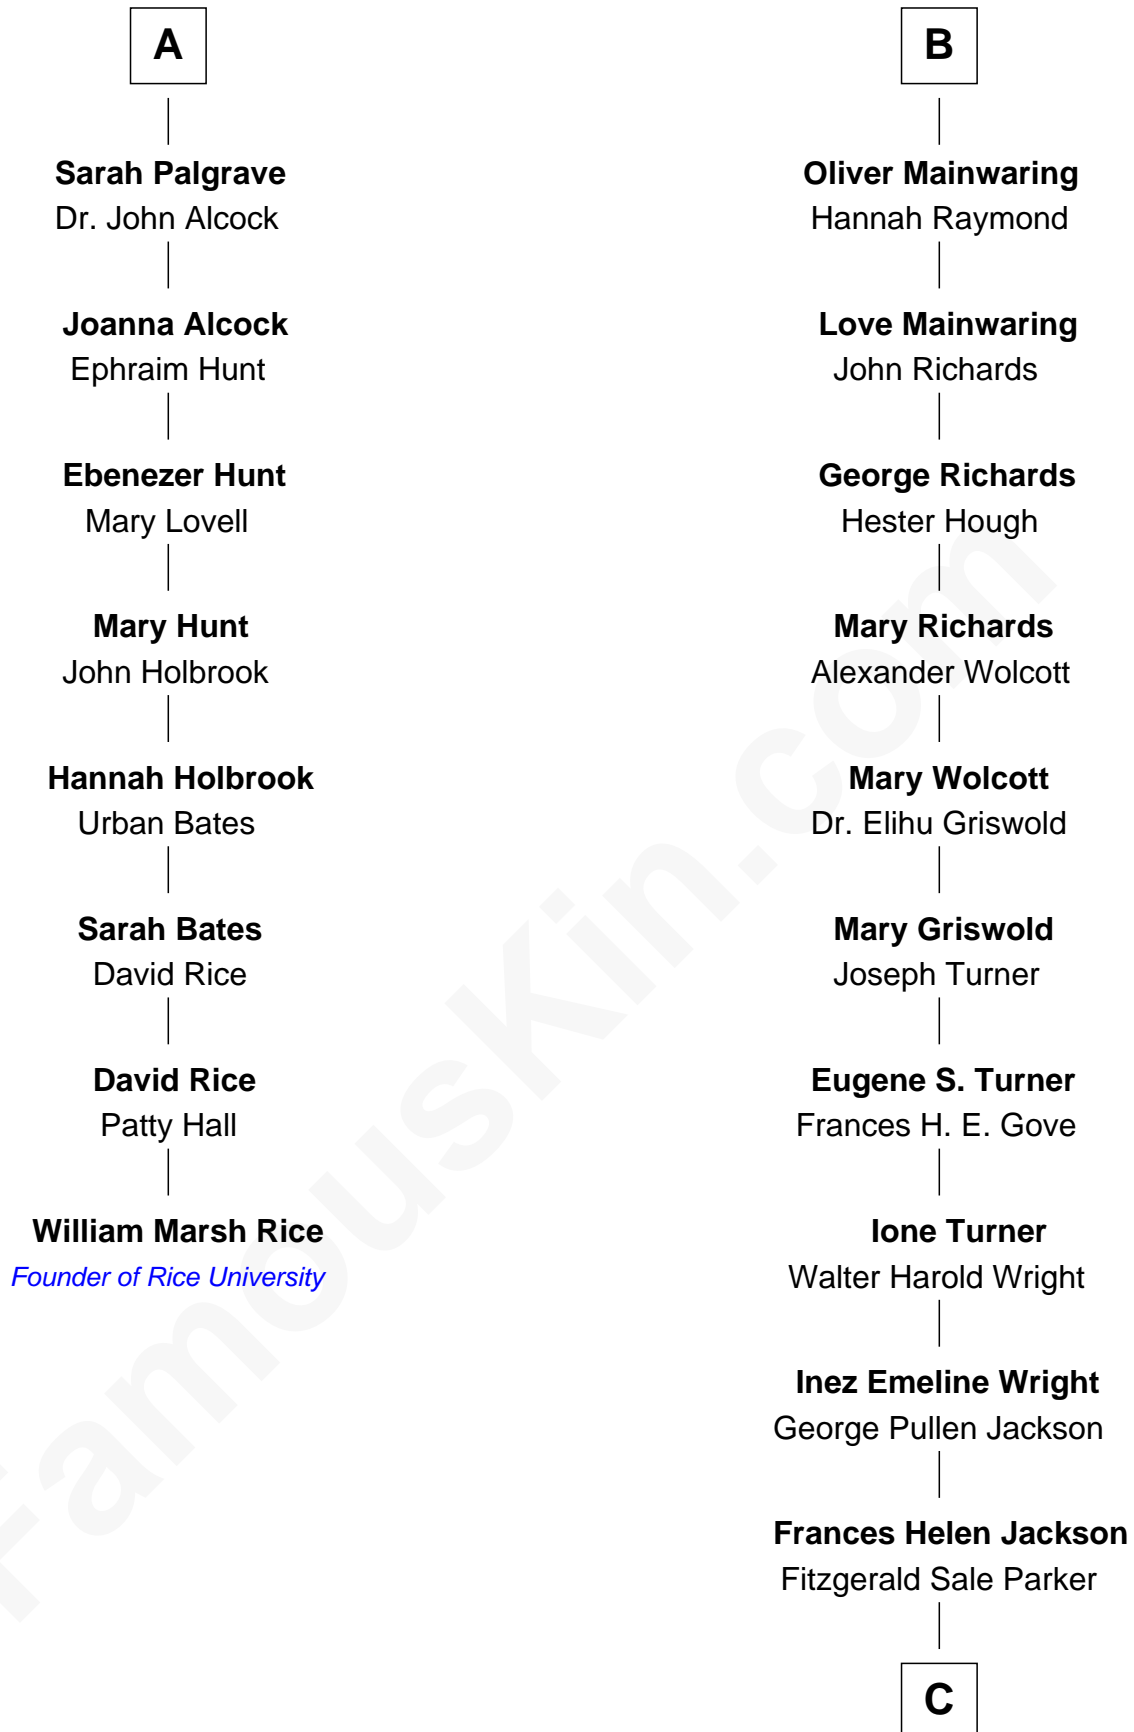 A
Sarah Palgrave
Dr. John Alcock
Joanna Alcock
Ephraim Hunt
Ebenezer Hunt
Mary Lovell
Mary Hunt
John Holbrook
Hannah Holbrook
Urban Bates
Sarah Bates
David Rice
David Rice
Patty Hall
William Marsh Rice
Founder of Rice University
B
Oliver Mainwaring
Hannah Raymond
Love Mainwaring
John Richards
George Richards
Hester Hough
Mary Richards
Alexander Wolcott
Mary Wolcott
Dr. Elihu Griswold
Mary Griswold
Joseph Turner
Eugene S. Turner
Frances H. E. Gove
Ione Turner
Walter Harold Wright
Inez Emeline Wright
George Pullen Jackson
Frances Helen Jackson
Fitzgerald Sale Parker
C
FamousKin.com